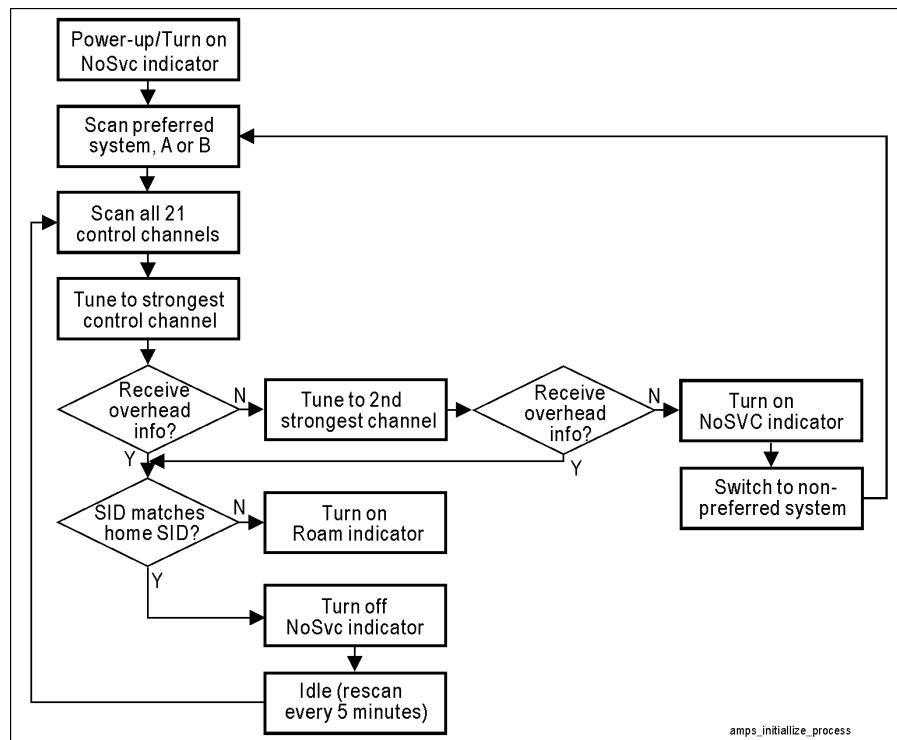 Power-up/Turn on
NoSvc indicator
Scan preferred
system, A or B
Scan all 21
control channels
Tune to strongest
control channel
Receive
overhead
info?
N
Y
Tune to 2nd
strongest channel
Receive
overhead
info?
N
Y
Turn on
NoSVC indicator
Switch to non-
preferred system
SID matches
home SID?
N
Y
Turn on
Roam indicator
Turn off
NoSvc indicator
Idle (rescan
every 5 minutes)
amps_initiallize_process